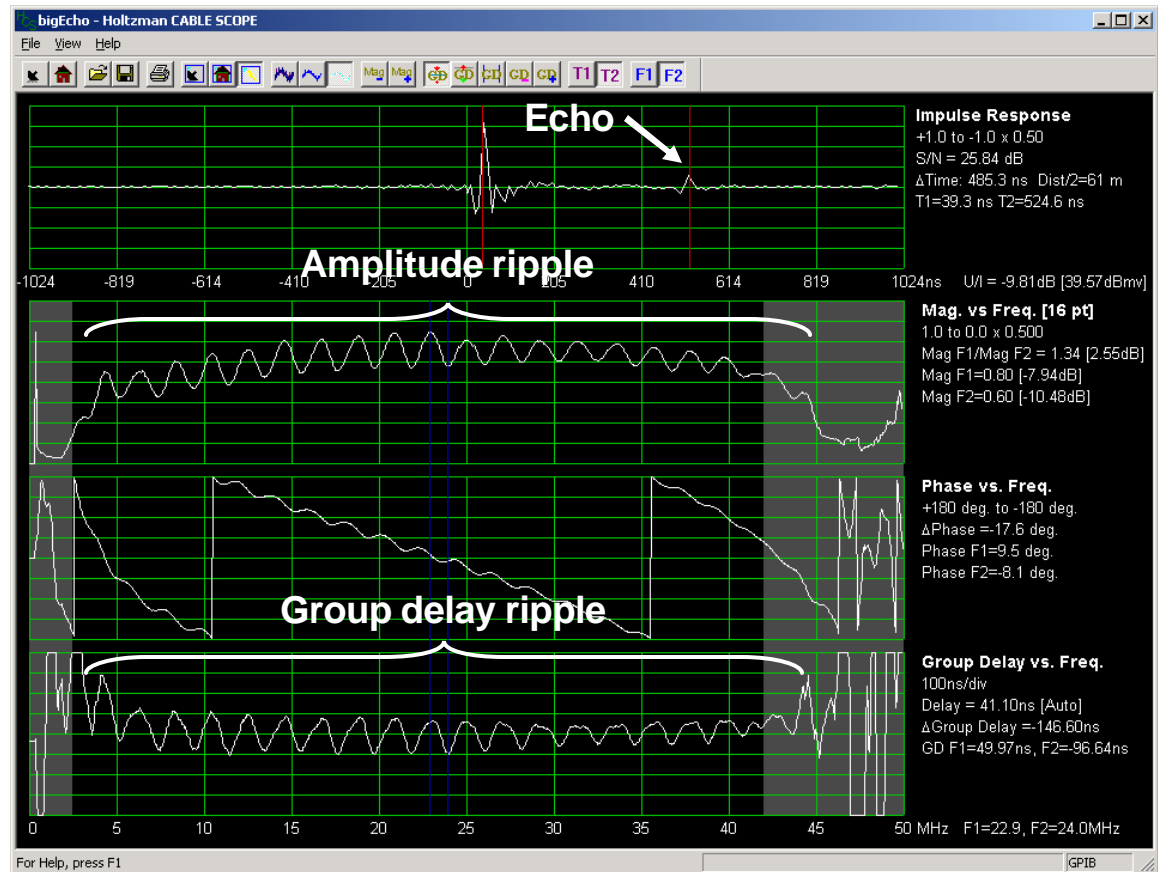 bigEcho - Holtzman CABLE SCOPE
File View Help
Mag Mag GD GD GD GD GD T1 T2 F1 F2
Echo
Impulse Response
+1.0 to -1.0 x 0.50
S/N = 25.84 dB
ΔTime: 485.3 ns Dist/2=61 m
T1=39.3 ns T2=524.6 ns
Amplitude ripple
-1024 -819 -614 -410 -205 0 205 410 614 819 1024ns U/I = -9.81dB [39.57dBmv]
Mag. vs Freq. [16 pt]
1.0 to 0.0 x 0.500
Mag F1/Mag F2 = 1.34 [2.55dB]
Mag F1=0.80 [-7.94dB]
Mag F2=0.60 [-10.48dB]
Phase vs. Freq.
+180 deg. to -180 deg.
ΔPhase =-17.6 deg.
Phase F1=9.5 deg.
Phase F2=-8.1 deg.
Group delay ripple
Group Delay vs. Freq.
100ns/div
Delay = 41.10ns [Auto]
ΔGroup Delay =-146.60ns
GD F1=49.97ns, F2=-96.64ns
0 5 10 15 20 25 30 35 40 45 50 MHz F1=22.9, F2=24.0MHz
For Help, press F1
GPIB